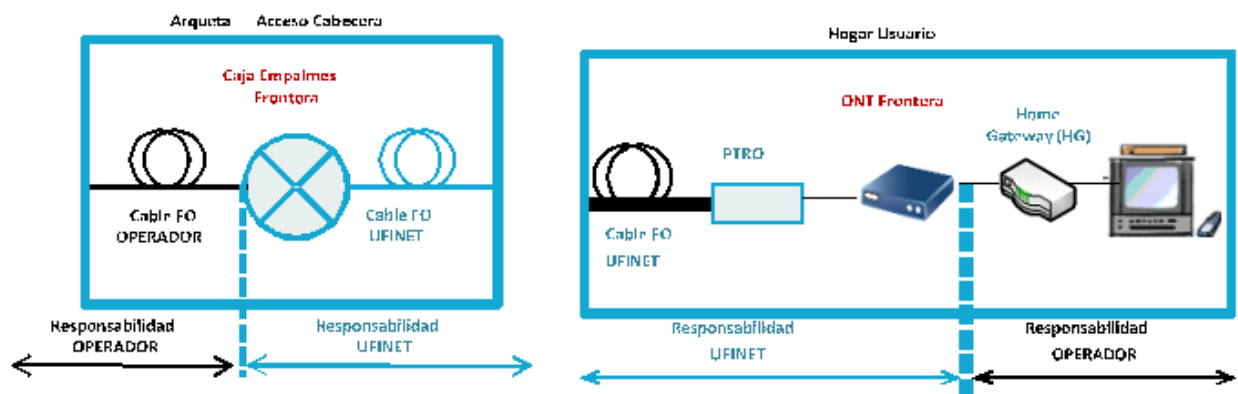 Arqueta Acceso Cabecera
Caja Empalmes
Frontera
Cable FO
OPERADOR
Cable FO
UFINET
Responsabilidad
OPERADOR
Responsabilidad
UFINET
Hogar Usuario
ONT Frontera
Home
Gateway (HG)
PTRO
Cable FO
UFINET
Responsabilidad
UFINET
Responsabilidad
OPERADOR